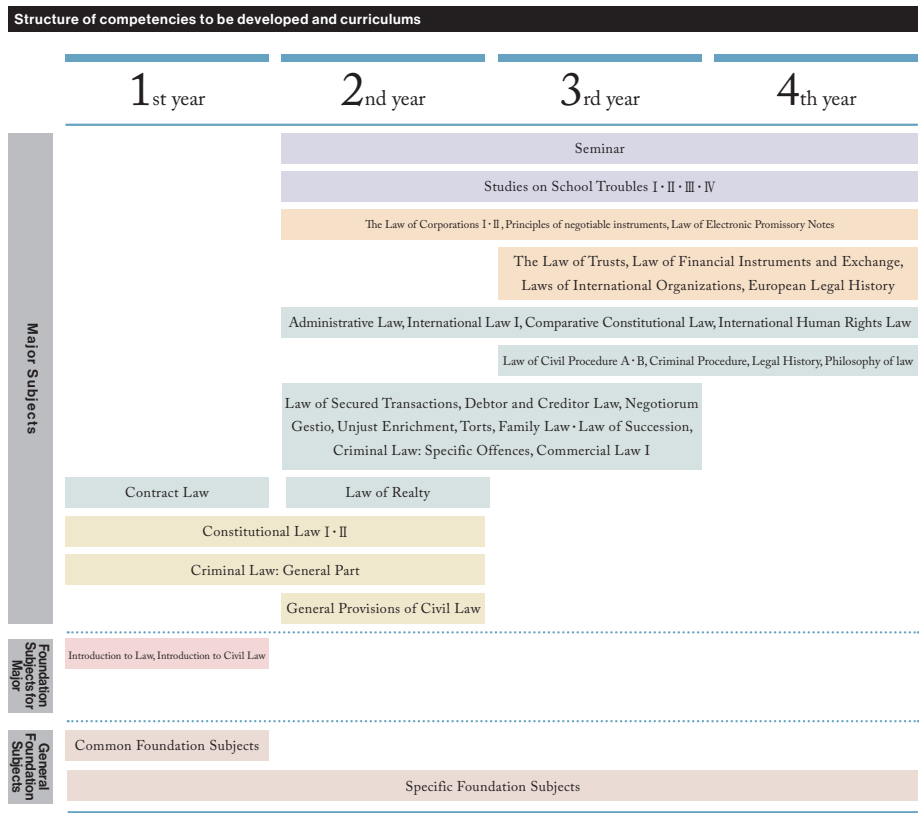 Structure of competencies to be developed and curriculums
1st year
2nd year
3rd year
4th year
Major Subjects
Seminar
Studies on School Troubles Ⅰ・Ⅱ・Ⅲ・Ⅳ
The Law of Corporations Ⅰ・Ⅱ, Principles of negotiable instruments, Law of Electronic Promissory Notes
The Law of Trusts, Law of Financial Instruments and Exchange,
Laws of International Organizations, European Legal History
Administrative Law, International Law I, Comparative Constitutional Law, International Human Rights Law
Law of Civil Procedure A・B, Criminal Procedure, Legal History, Philosophy of law
Law of Secured Transactions, Debtor and Creditor Law, Negotiorum
Gestio, Unjust Enrichment, Torts, Family Law・Law of Succession,
Criminal Law: Specific Offences, Commercial Law I
Contract Law
Law of Realty
Constitutional Law Ⅰ・Ⅱ
Criminal Law: General Part
General Provisions of Civil Law
Foundation
Subjects for
Major
Introduction to Law, Introduction to Civil Law
General
Foundation
Subjects
Common Foundation Subjects
Specific Foundation Subjects